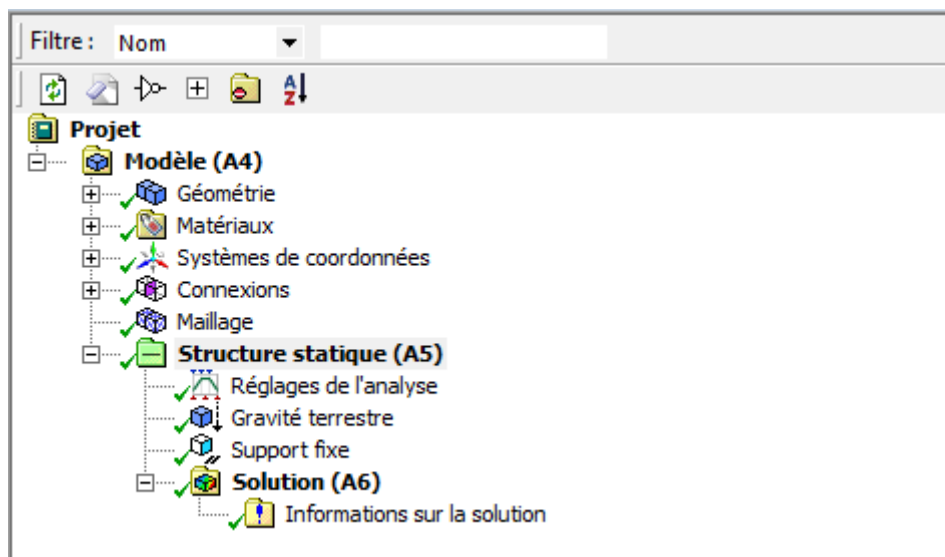 Filtre : Nom
Projet
Modèle (A4)
Géométrie
Matériaux
Systèmes de coordonnées
Connexions
Maillage
Structure statique (A5)
Réglages de l'analyse
Gravité terrestre
Support fixe
Solution (A6)
Informations sur la solution